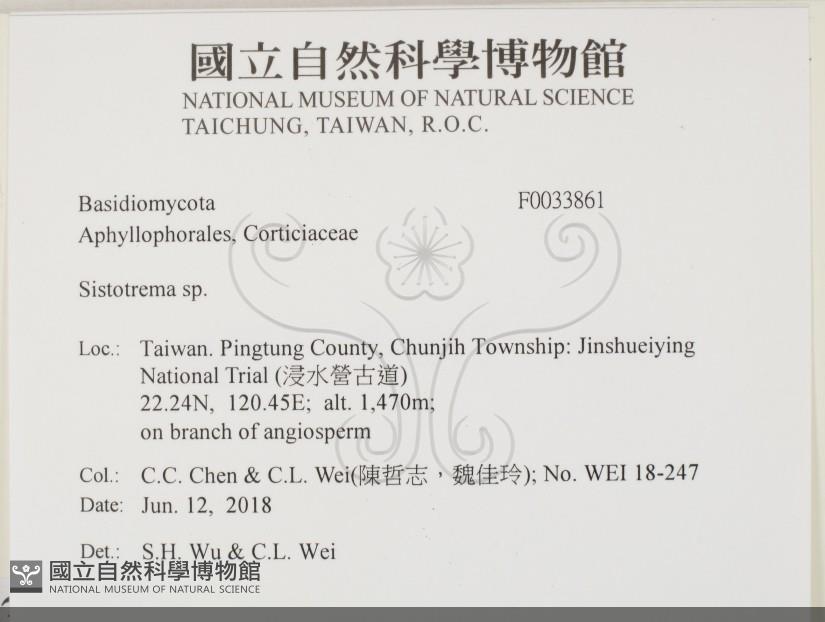 國立自然科學博物館
NATIONAL MUSEUM OF NATURAL SCIENCE
TAICHUNG, TAIWAN, R.O.C.
Basidiomycota F0033861
Aphyllophorales, Corticiaceae
Sistotrema sp.
Loc.: Taiwan. Pingtung County, Chunjih Township: Jinshueiying
National Trial (浸水營古道)
22.24N, 120.45E; alt. 1,470m;
on branch of angiosperm
Col.: C.C. Chen & C.L. Wei(陳哲志，魏佳玲); No. WEI 18-247
Date: Jun. 12, 2018
Det.: S.H. Wu & C.L. Wei
國立自然科學博物館
NATIONAL MUSEUM OF NATURAL SCIENCE